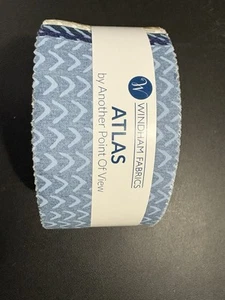 W
WINDHAM FABRICS
ATLAS
by Another Point Of View